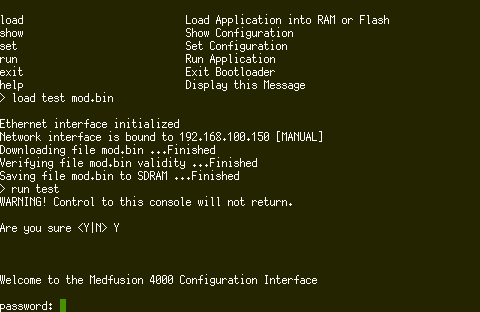 load Load Application into RAM or Flash
show Show Configuration
set Set Configuration
run Run Application
exit Exit Bootloader
help Display this Message
> load test mod.bin
Ethernet interface initialized
Network interface is bound to 192.168.100.150 [MANUAL]
Downloading file mod.bin ...Finished
Verifying file mod.bin validity ...Finished
Saving file mod.bin to SDRAM ...Finished
> run test
WARNING! Control to this console will not return.
Are you sure <Y|N> Y
Welcome to the Medfusion 4000 Configuration Interface
password: